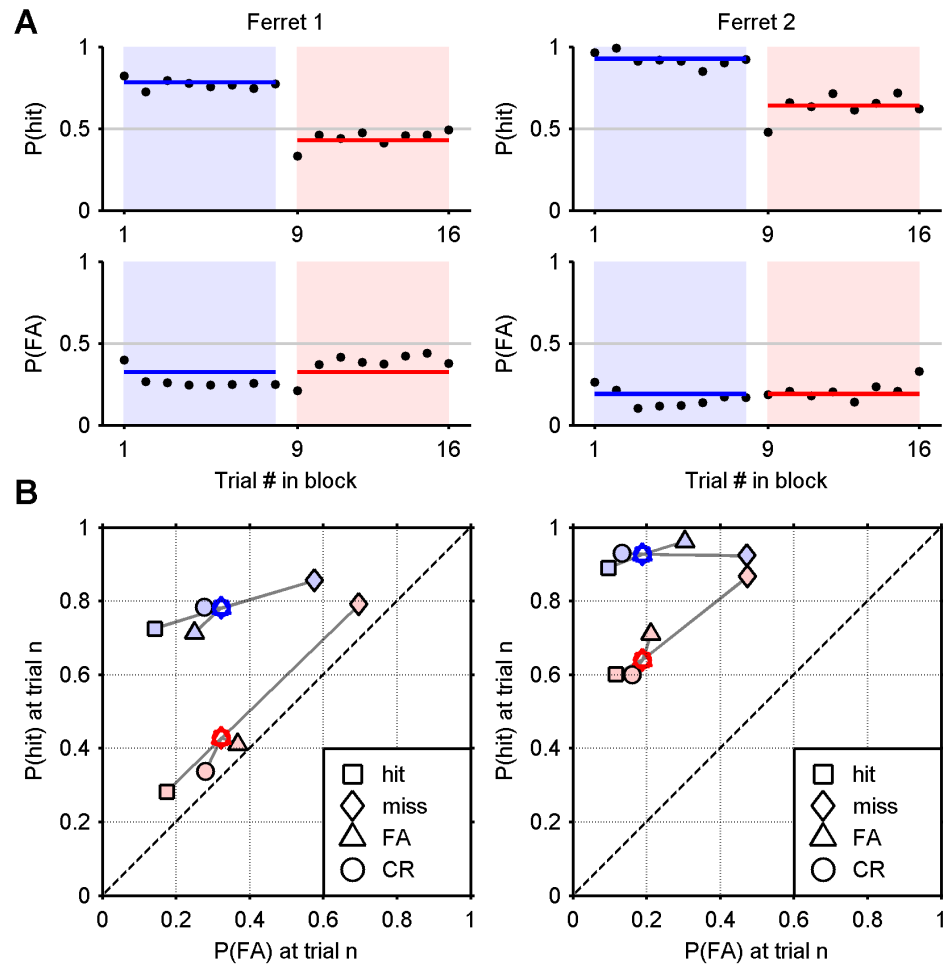 A
Ferret 1
Ferret 2
1
0.5
0
P(hit)
1
9
16
1
0.5
0
P(hit)
1
9
16
1
0.5
0
P(FA)
1
9
16
Trial # in block
1
0.5
0
P(FA)
1
9
16
Trial # in block
B
1
0.8
0.6
0.4
0.2
0
P(hit) at trial n
hit
miss
FA
CR
0
0.2
0.4
0.6
0.8
1
P(FA) at trial n
1
0.8
0.6
0.4
0.2
0
P(hit) at trial n
hit
miss
FA
CR
0
0.2
0.4
0.6
0.8
1
P(FA) at trial n